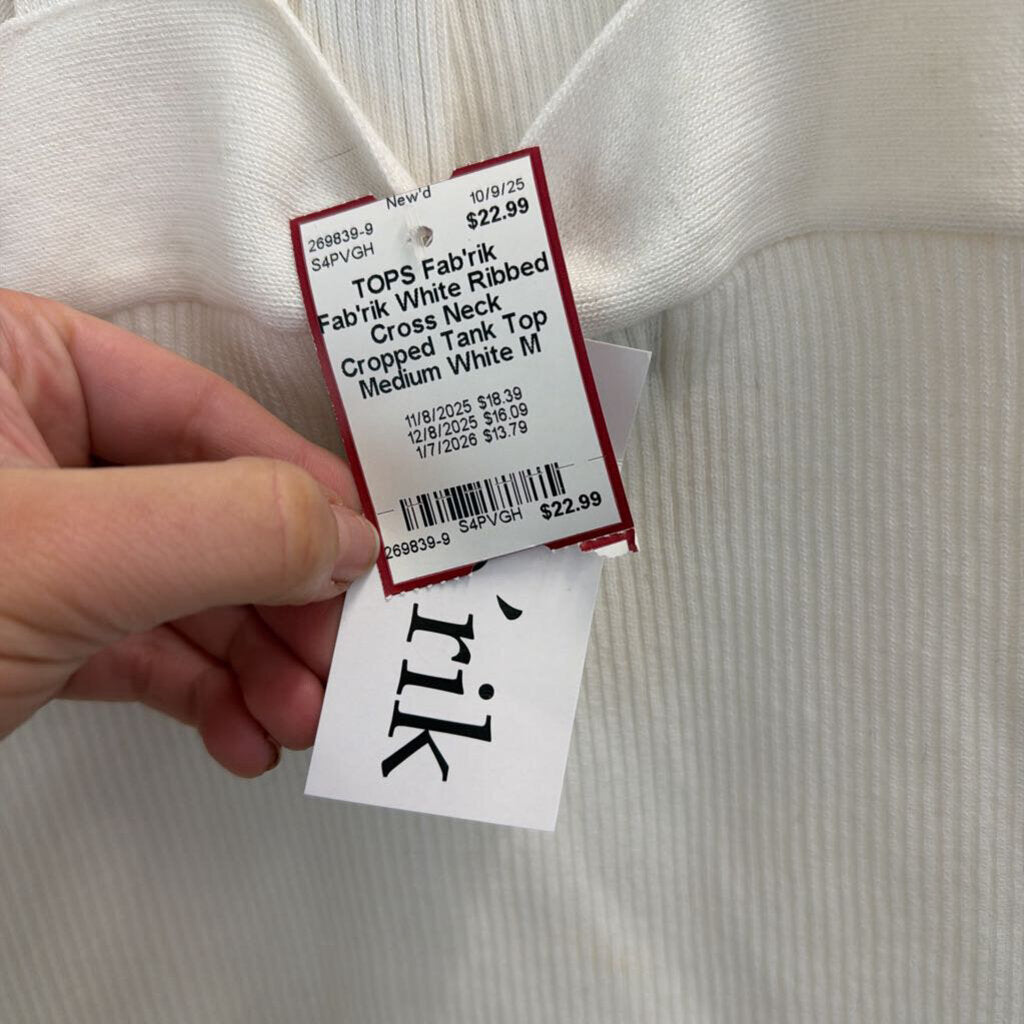 New'd 10/9/25
269839-9 $22.99
S4PVGH
TOPS Fab'rik
Fab'rik White Ribbed
Cross Neck
Cropped Tank Top
Medium White M
11/8/2025 $18.39
12/8/2025 $16.09
1/7/2026 $13.79
269839-9 S4PVGH $22.99
'rik